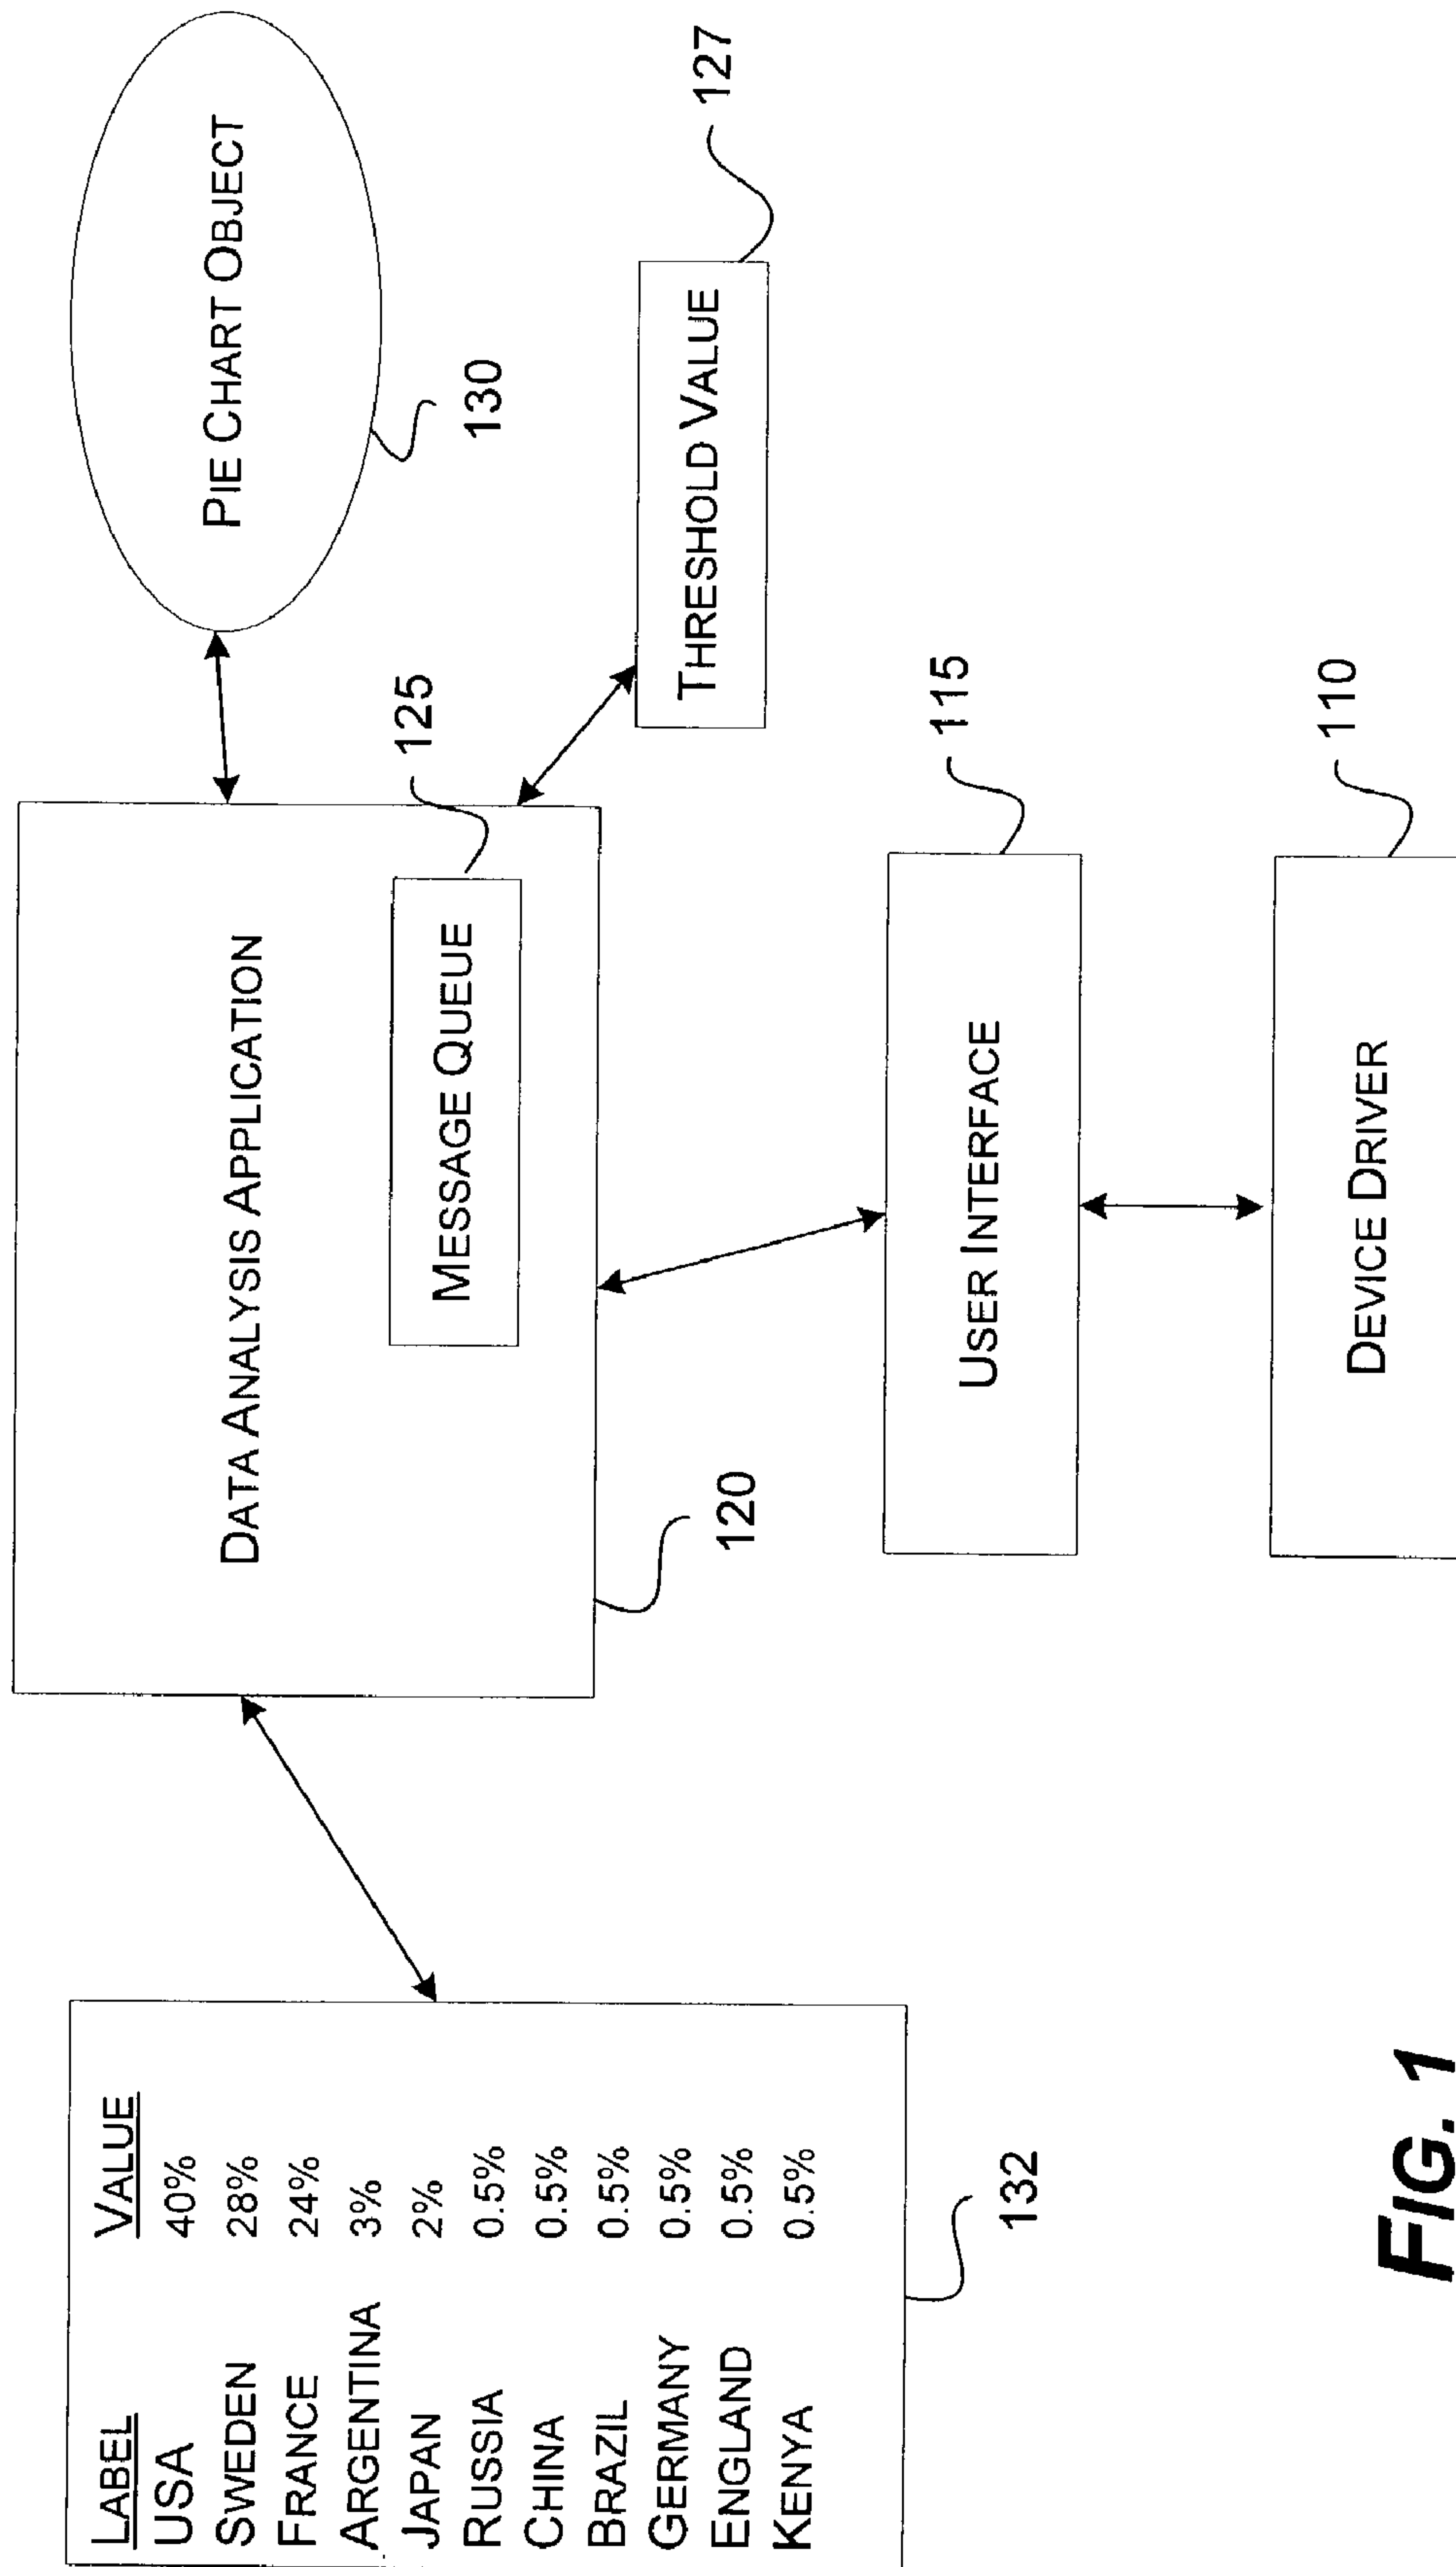 LABEL VALUE
USA 40%
SWEDEN 28%
FRANCE 24%
ARGENTINA 3%
JAPAN 2%
RUSSIA 0.5%
CHINA 0.5%
BRAZIL 0.5%
GERMANY 0.5%
ENGLAND 0.5%
KENYA 0.5%
132
DATA ANALYSIS APPLICATION
MESSAGE QUEUE
125
120
PIE CHART OBJECT
130
THRESHOLD VALUE
127
USER INTERFACE
115
DEVICE DRIVER
110
FIG. 1